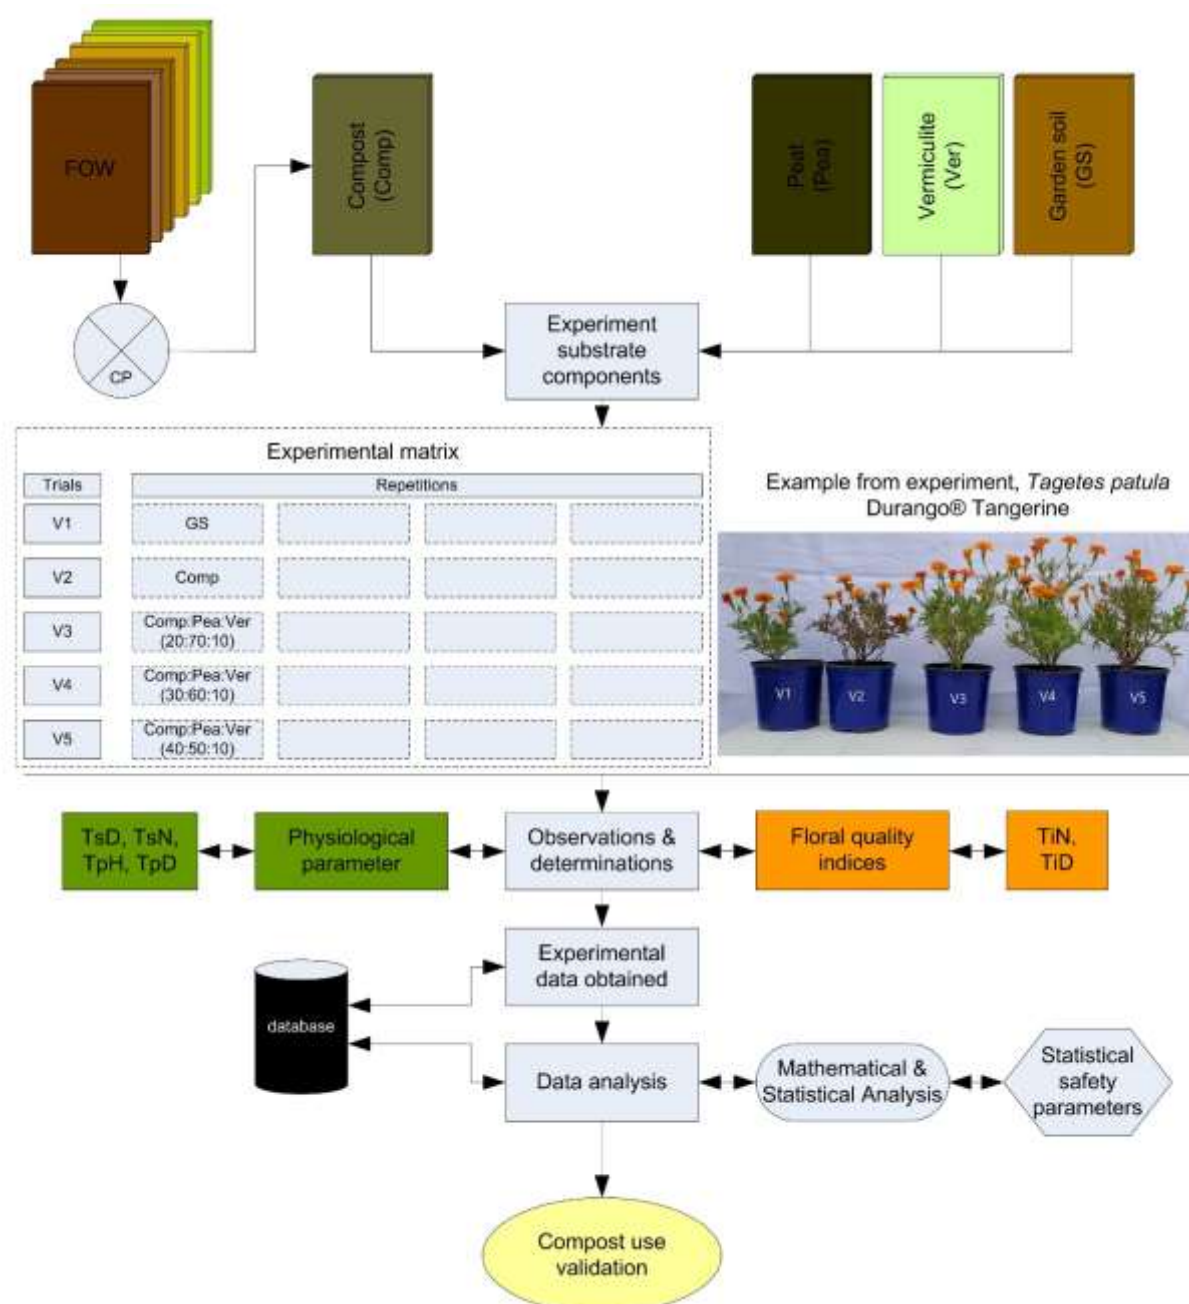 FOW
Compost
(Comp)
Peat
(Pea)
Vermiculite
(Ver)
Garden soil
(GS)
CP
Experiment
substrate
components
Experimental matrix
Trials
Repetitions
V1
GS
V2
Comp
V3
Comp:Pea:Ver
(20:70:10)
V4
Comp:Pea:Ver
(30:60:10)
V5
Comp:Pea:Ver
(40:50:10)
Example from experiment, Tagetes patula
Durango® Tangerine
V1
V2
V3
V4
V5
TsD, TsN,
TpH, TpD
Physiological
parameter
Observations &
determinations
Floral quality
indices
TiN,
TiD
Experimental
data obtained
database
Data analysis
Mathematical &
Statistical Analysis
Statistical
safety
parameters
Compost use
validation